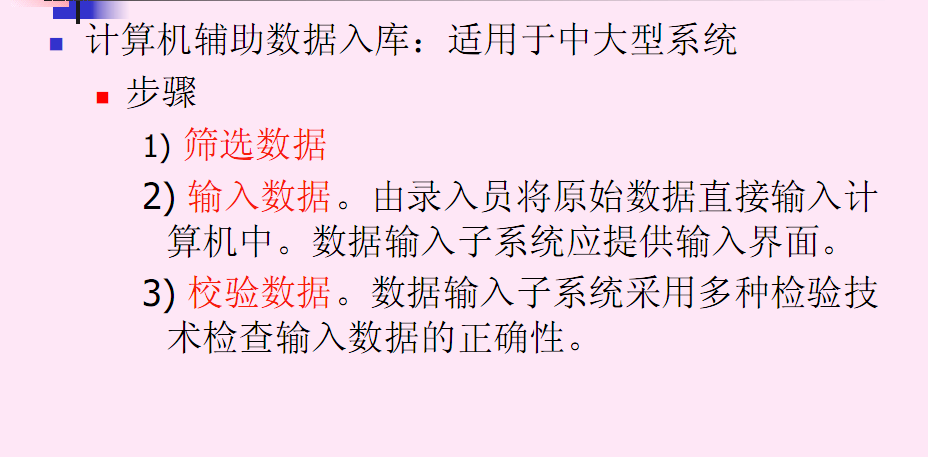 计算机辅助数据入库：适用于中大型系统
步骤
1) 筛选数据
2) 输入数据。由录入员将原始数据直接输入计
算机中。数据输入子系统应提供输入界面。
3) 校验数据。数据输入子系统采用多种检验技
术检查输入数据的正确性。